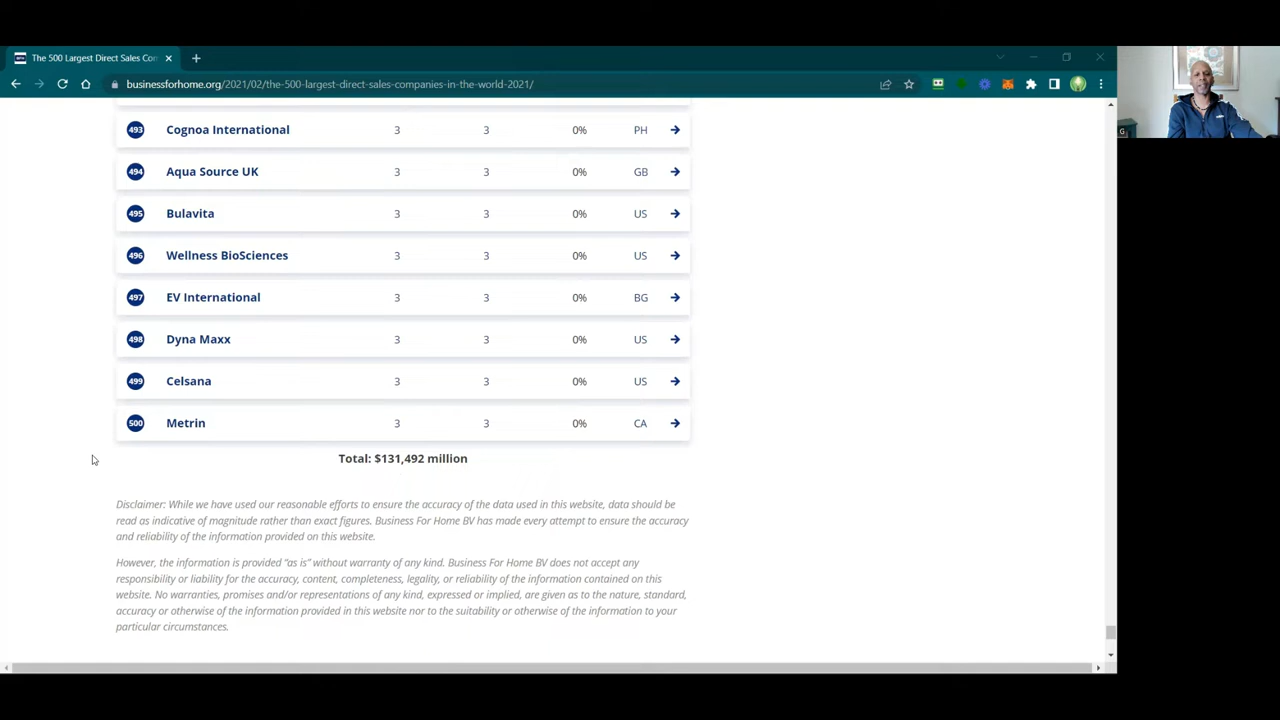 The 500 Largest Direct Sales Com
businessforhome.org/2021/02/the-500-largest-direct-sales-companies-in-the-world-2021/
493 Cognoa International 3 3 0% PH
494 Aqua Source UK 3 3 0% GB
495 Bulavita 3 3 0% US
496 Wellness BioSciences 3 3 0% US
497 EV International 3 3 0% BG
498 Dyna Maxx 3 3 0% US
499 Celsana 3 3 0% US
500 Metrin 3 3 0% CA
Total: $131,492 million
Disclaimer: While we have used our reasonable efforts to ensure the accuracy of the data used in this website, data should be
read as indicative of magnitude rather than exact figures. Business For Home BV has made every attempt to ensure the accuracy
and reliability of the information provided on this website.
However, the information is provided “as is” without warranty of any kind. Business For Home BV does not accept any
responsibility or liability for the accuracy, content, completeness, legality, or reliability of the information contained on this
website. No warranties, promises and/or representations of any kind, expressed or implied, are given as to the nature, standard,
accuracy or otherwise of the information provided in this website nor to the suitability or otherwise of the information to your
particular circumstances.
G